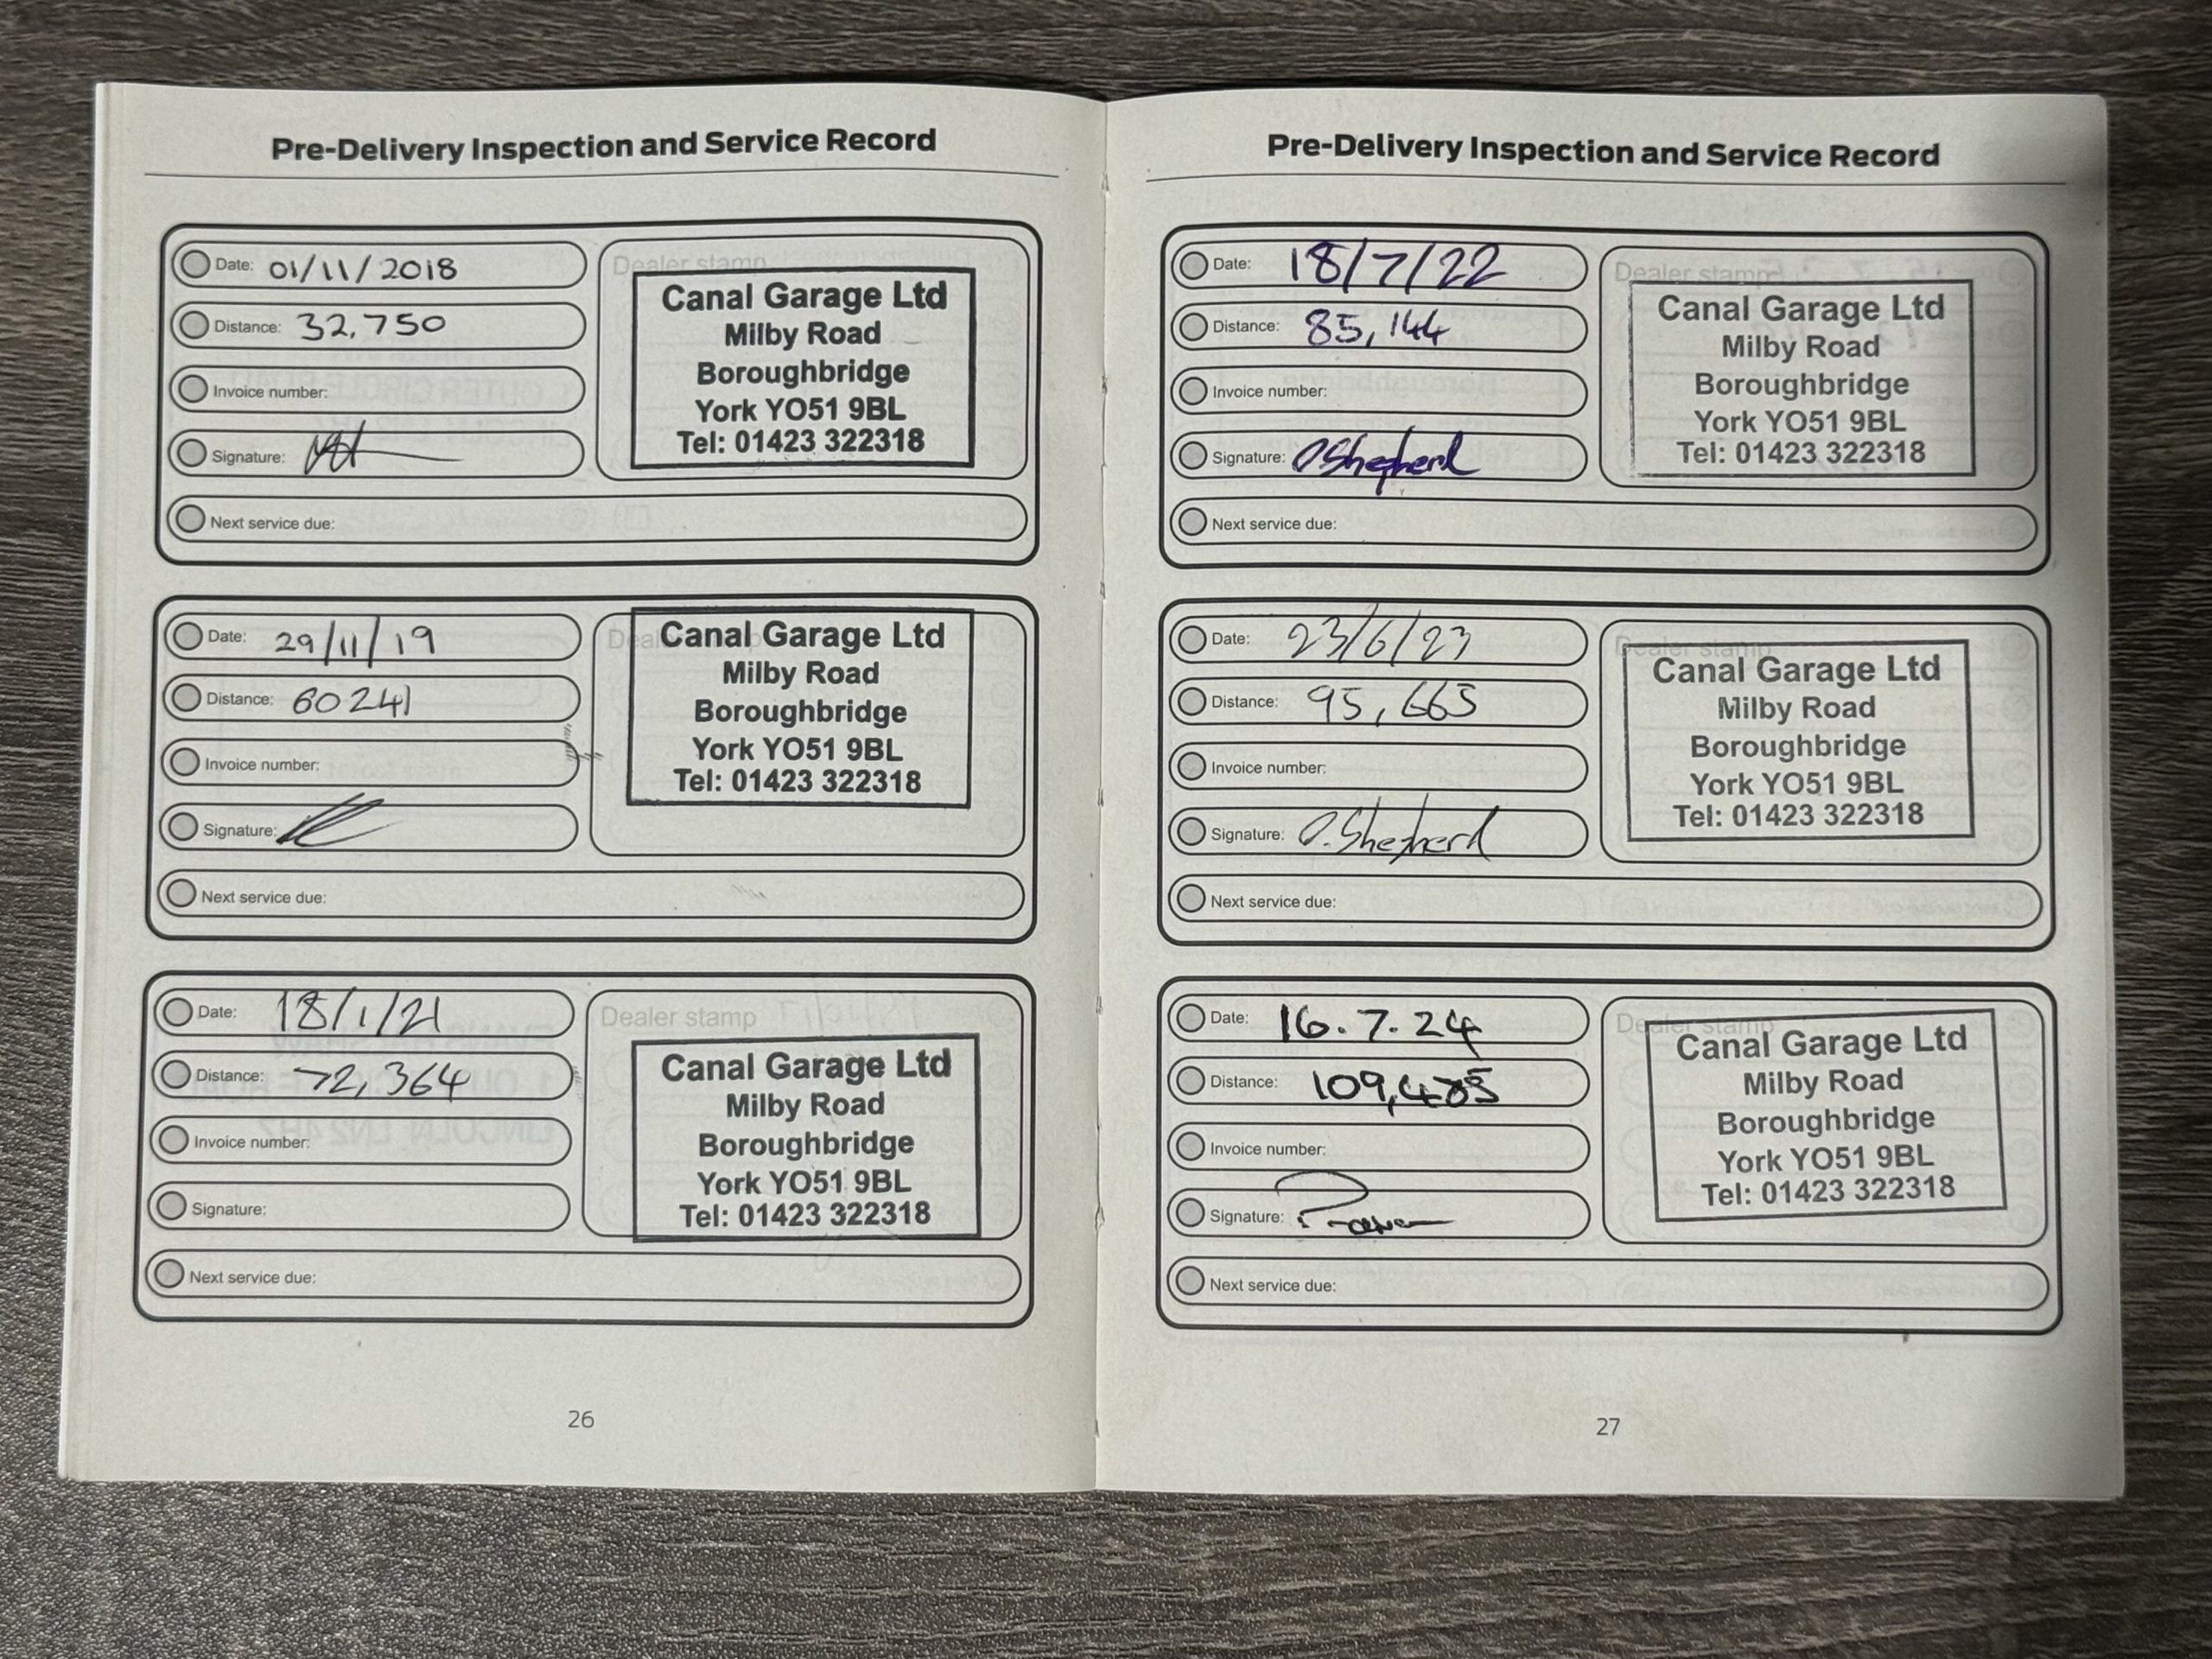 Pre-Delivery Inspection and Service Record
Date: 01/11/2018
Distance: 32,750
Invoice number:
Signature:
Dealer stamp
Canal Garage Ltd
Milby Road
Boroughbridge
York YO51 9BL
Tel: 01423 322318
Next service due:
Date: 29/11/19
Distance: 60241
Invoice number:
Signature:
Canal Garage Ltd
Milby Road
Boroughbridge
York YO51 9BL
Tel: 01423 322318
Next service due:
Date: 18/1/21
Distance: 72,364
Invoice number:
Signature:
Dealer stamp
Canal Garage Ltd
Milby Road
Boroughbridge
York YO51 9BL
Tel: 01423 322318
Next service due:
26
Pre-Delivery Inspection and Service Record
Date: 18/7/22
Distance: 85,144
Invoice number:
Signature: O Shepherd
Dealer stamp
Canal Garage Ltd
Milby Road
Boroughbridge
York YO51 9BL
Tel: 01423 322318
Next service due:
Date: 23/6/23
Distance: 95,665
Invoice number:
Signature: O. Shepherd
Dealer stamp
Canal Garage Ltd
Milby Road
Boroughbridge
York YO51 9BL
Tel: 01423 322318
Next service due:
Date: 16.7.24
Distance:
Invoice number:
Signature:
Dealer stamp
Canal Garage Ltd
Milby Road
Boroughbridge
York YO51 9BL
Tel: 01423 322318
Next service due:
27